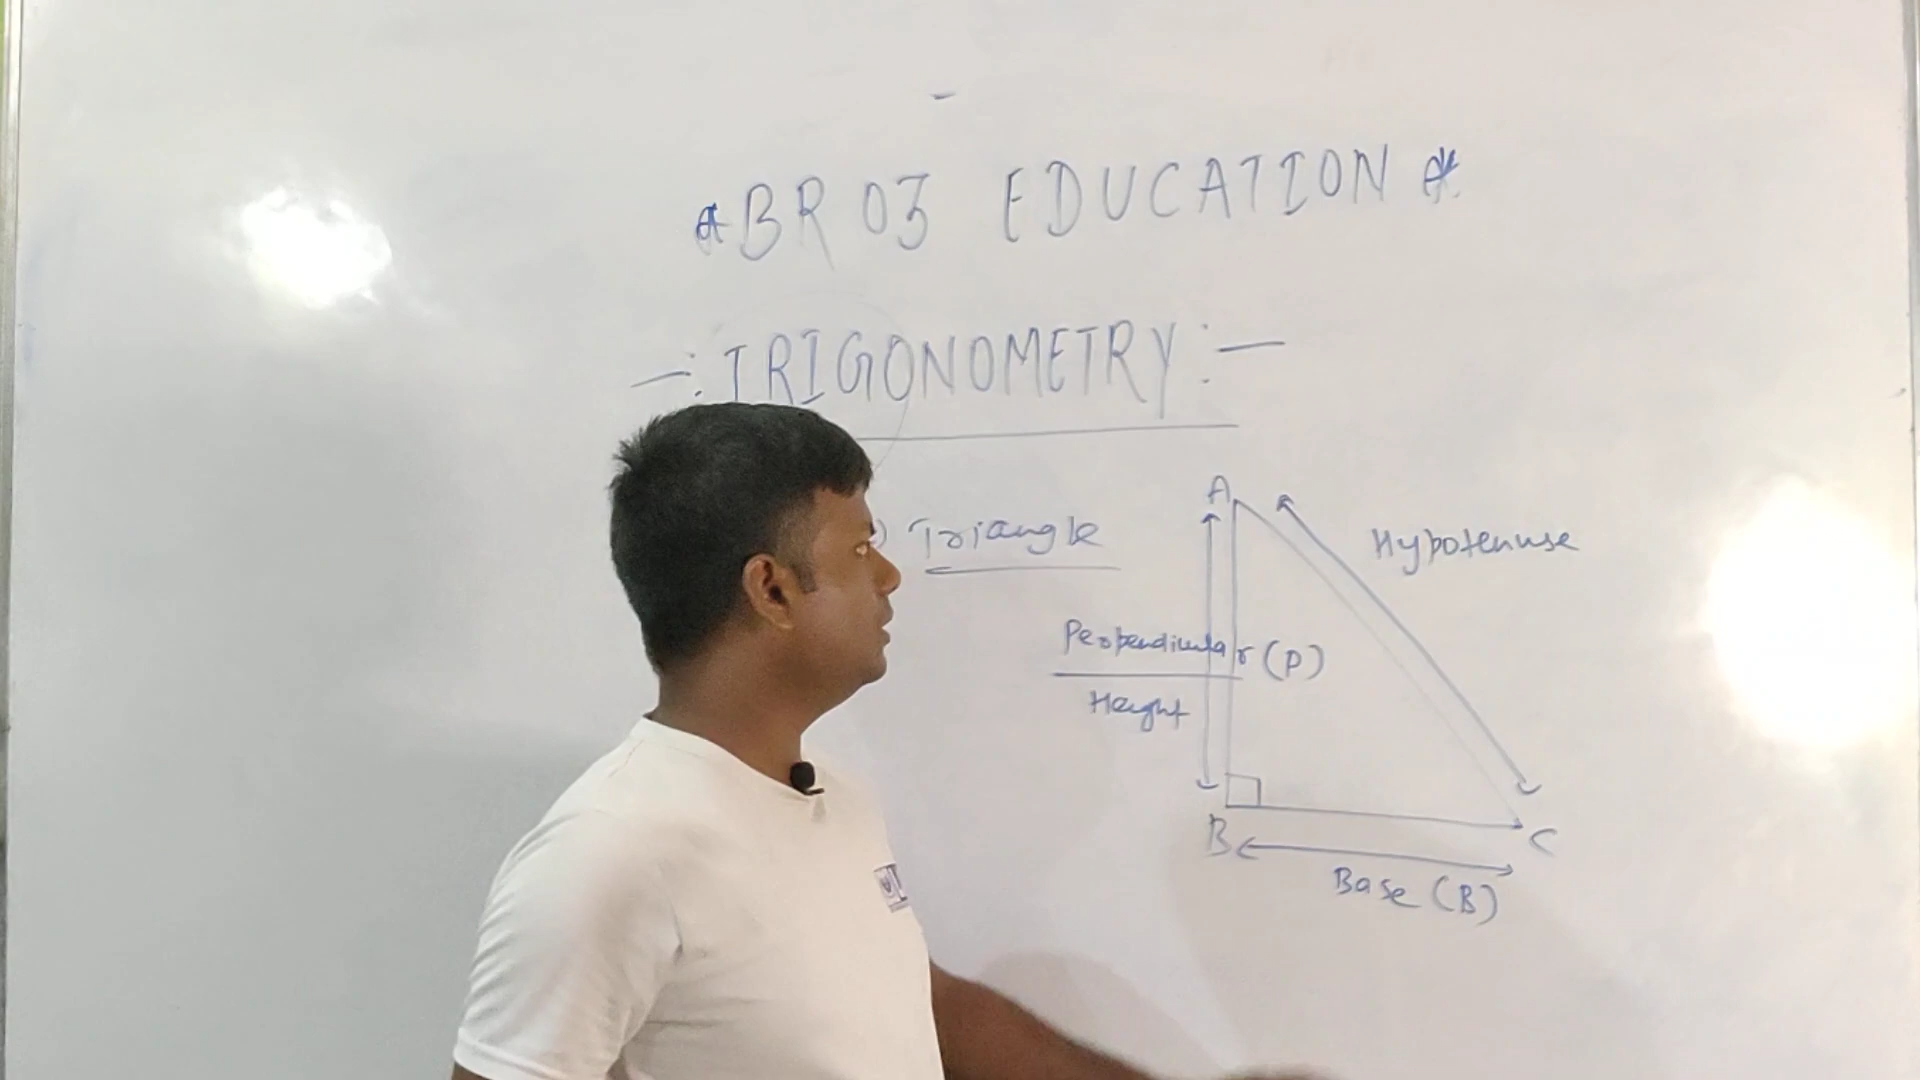 BR 03 EDUCATION
-: TRIGONOMETRY :-
) Triangle
A
Hypotenuse
Perpendicular (P)
Height
B
C
Base (B)